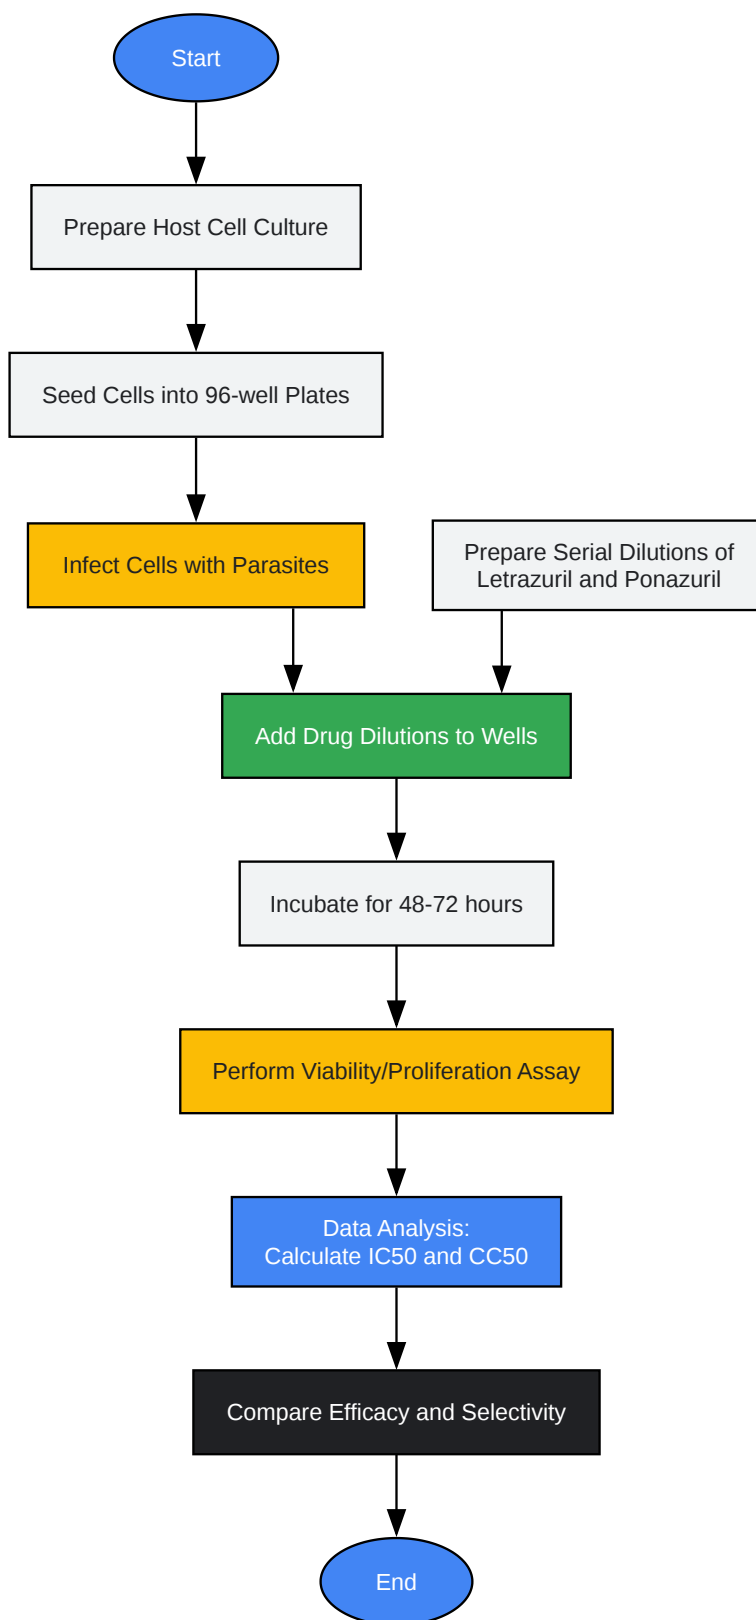 Start
Prepare Host Cell Culture
Seed Cells into 96-well Plates
Infect Cells with Parasites
Prepare Serial Dilutions of
Letrazuril and Ponazuril
Add Drug Dilutions to Wells
Incubate for 48-72 hours
Perform Viability/Proliferation Assay
Data Analysis:
Calculate IC50 and CC50
Compare Efficacy and Selectivity
End